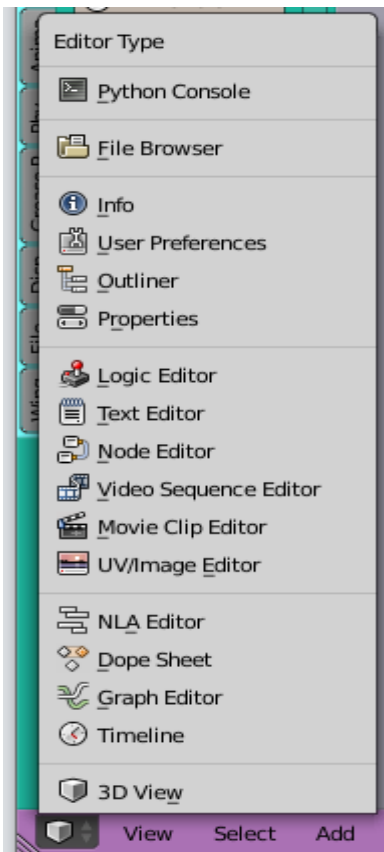 Editor Type
Python Console
File Browser
Info
User Preferences
Outliner
Properties
Logic Editor
Text Editor
Node Editor
Video Sequence Editor
Movie Clip Editor
UV/Image Editor
NLA Editor
Dope Sheet
Graph Editor
Timeline
3D View
View Select Add